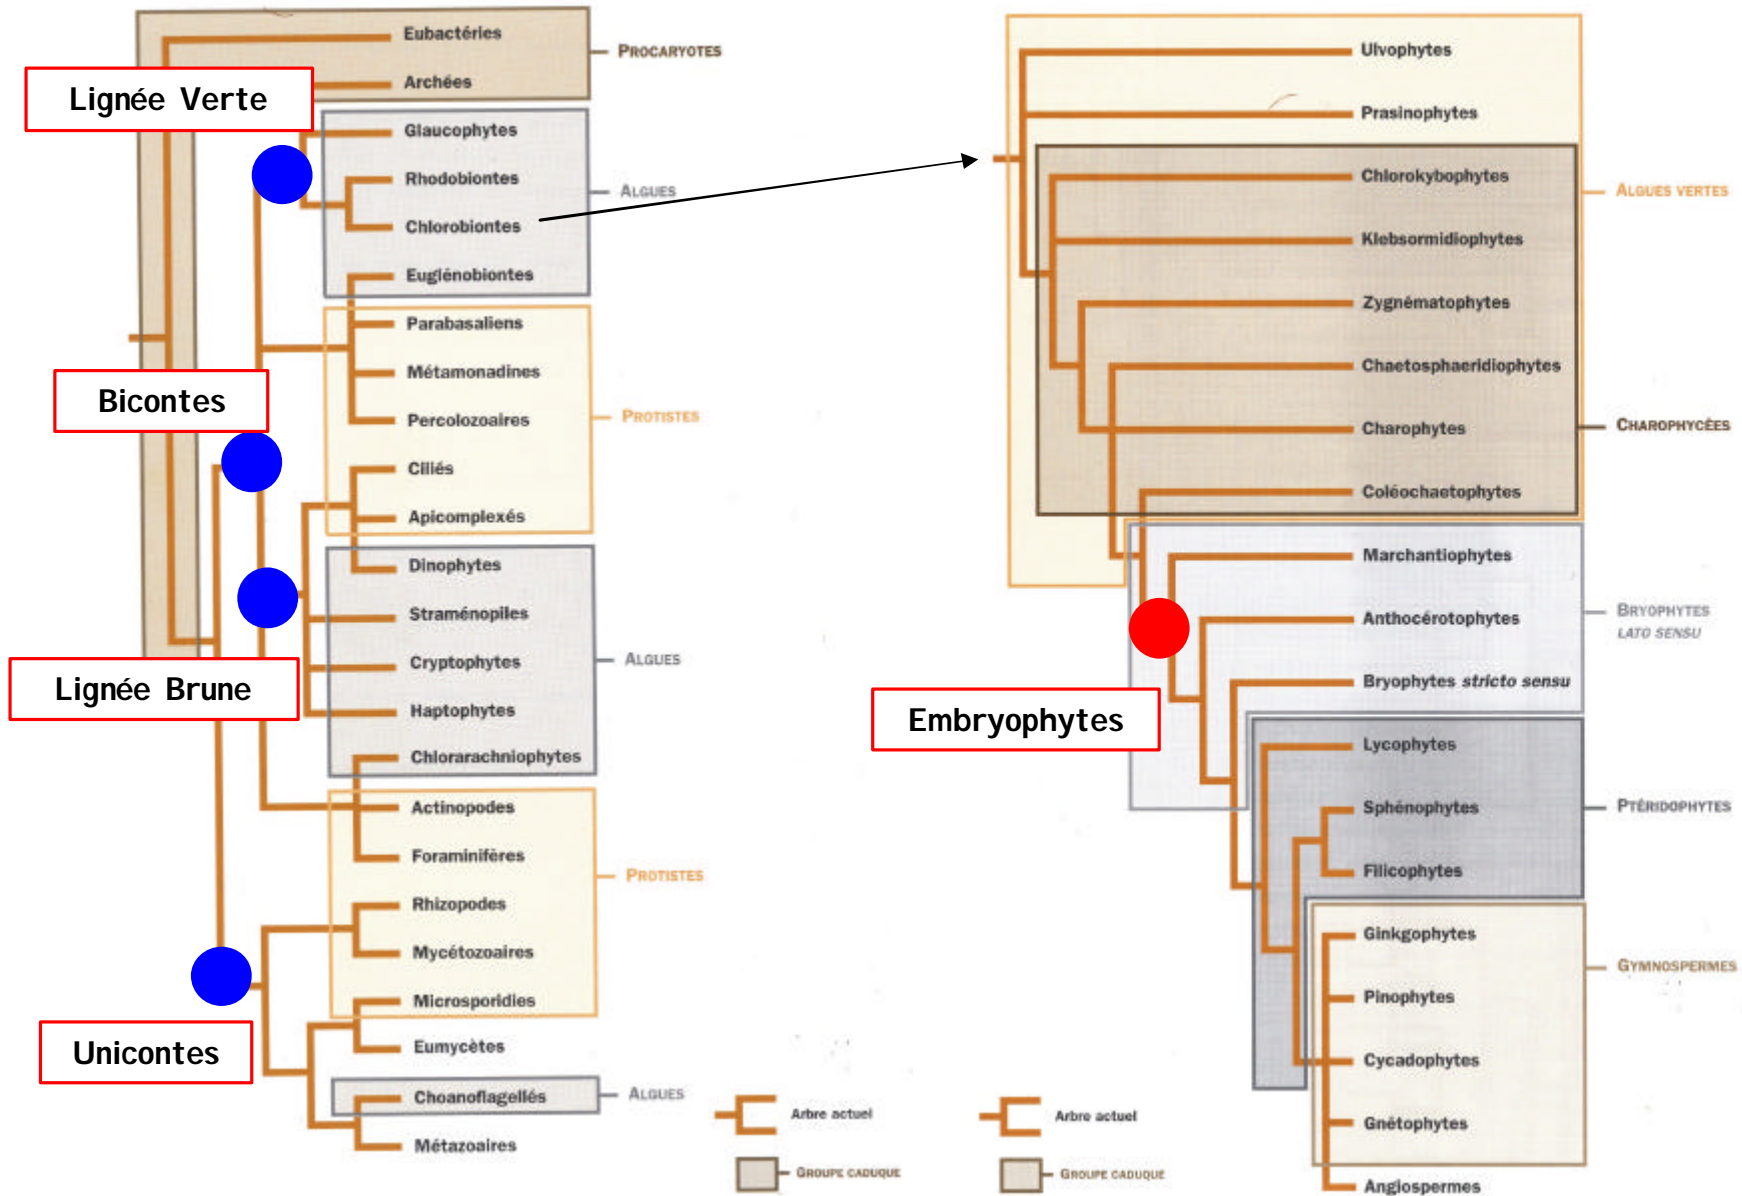 Eubactéries
PROCARYOTES
Archées
Lignée Verte
Glaucophytes
Rhodobiontes
ALGUES
Chlorobiontes
Euglénobiontes
Parabasaliens
Métamonadines
Bicontes
PROTISTES
Percolozoaires
Ciliés
Apicomplexés
Dinophytes
Straménopiles
Cryptophytes
ALGUES
Lignée Brune
Haptophytes
Chlorarachniophytes
Actinopodes
Foraminifères
PROTISTES
Rhizopodes
Mycétozoaires
Microsporidies
Unicontes
Eumycètes
Choanoflagellés
ALGUES
Métazoaires
Arbre actuel
GROUPE CADUQUE
Ulvophytes
Prasinophytes
Chlorokybophytes
ALGUES VERTES
Klebsormidiophytes
Zygnématophytes
Chaetosphaeridiophytes
Charophytes
CHAROPHYCÉES
Coléochaetophytes
Marchantiophytes
Anthocérotophytes
BRYOPHYTES
LATO SENSU
Bryophytes stricto sensu
Embryophytes
Lycophytes
Sphénophytes
PTÉRIDOPHYTES
Filicophytes
Ginkgophytes
GYMNOSPERMES
Pinophytes
Cycadophytes
Gnétophytes
Angiospermes
Arbre actuel
GROUPE CADUQUE